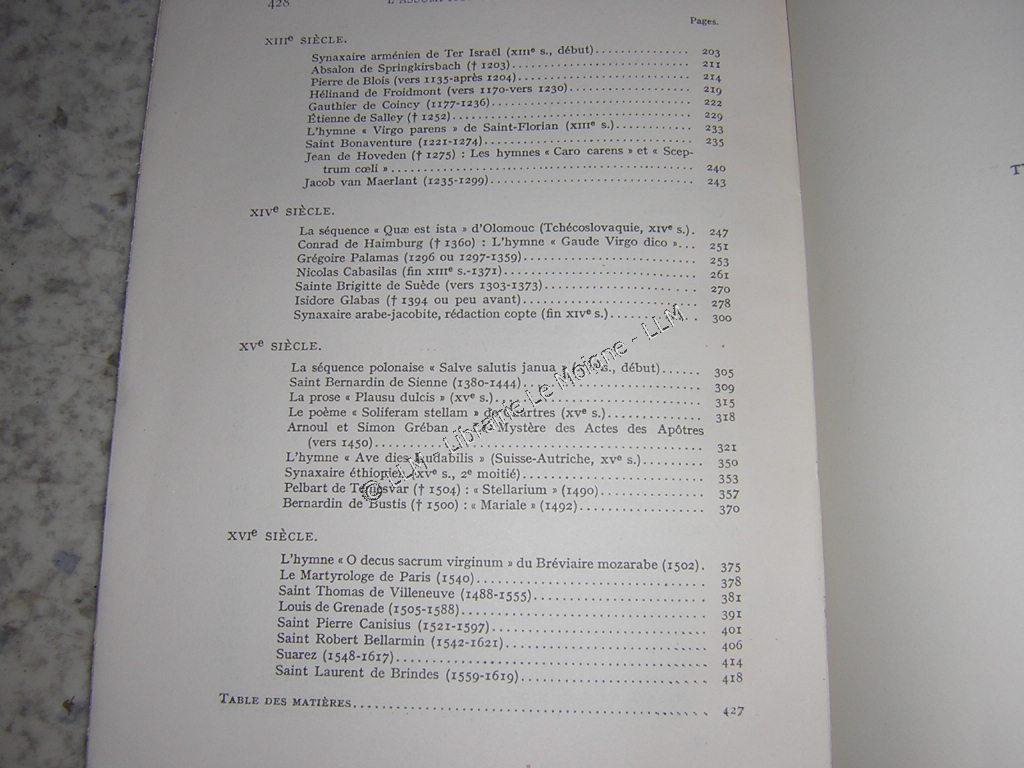 428 L'ASSOMPTION
Pages.
XIIIe SIÈCLE.
Synaxaire arménien de Ter Israël (XIIIe s., début) 203
Absalon de Springkirsbach († 1203) 211
Pierre de Blois (vers 1135-après 1204) 214
Hélinand de Froidmont (vers 1170-vers 1230) 219
Gauthier de Coincy (1177-1236) 222
Étienne de Salley († 1252) 229
L'hymne « Virgo parens » de Saint-Florian (XIIIe s.) 233
Saint Bonaventure (1221-1274) 235
Jean de Hoveden († 1275) : Les hymnes « Caro carens » et « Scep-
trum cœli » 240
Jacob van Maerlant (1235-1299) 243
XIVe SIÈCLE.
La séquence « Quæ est ista » d'Olomouc (Tchécoslovaquie, XIVe s.). 247
Conrad de Haimburg († 1360) : L'hymne « Gaude Virgo dico » 251
Grégoire Palamas (1296 ou 1297-1359) 253
Nicolas Cabasilas (fin XIIIe s.-1371) 261
Sainte Brigitte de Suède (vers 1303-1373) 270
Isidore Glabas († 1394 ou peu avant) 278
Synaxaire arabe-jacobite, rédaction copte (fin XIVe s.) 300
XVe SIÈCLE.
La séquence polonaise « Salve salutis janua » s., début) 305
Saint Bernardin de Sienne (1380-1444) 309
La prose « Plausu dulcis » (XVe s.) 315
Le poème « Soliferam stellam » de Chartres (XVe s.) 318
Arnoul et Simon Gréban Mystère des Actes des Apôtres
(vers 1450) 321
L'hymne « Ave dies laudabilis » (Suisse-Autriche, XVe s.) 350
Synaxaire éthiopien (XVe s., 2e moitié) 353
Pelbart de Temesvár († 1504) : « Stellarium » (1490) 357
Bernardin de Bustis († 1500) : « Mariale » (1492) 370
XVIe SIÈCLE.
L'hymne « O decus sacrum virginum » du Bréviaire mozarabe (1502). 375
Le Martyrologe de Paris (1540) 378
Saint Thomas de Villeneuve (1488-1555) 381
Louis de Grenade (1505-1588) 391
Saint Pierre Canisius (1521-1597) 401
Saint Robert Bellarmin (1542-1621) 406
Suarez (1548-1617) 414
Saint Laurent de Brindes (1559-1619) 418
TABLE DES MATIÈRES 427
© LLM - Librairie Le Moigne - LLM